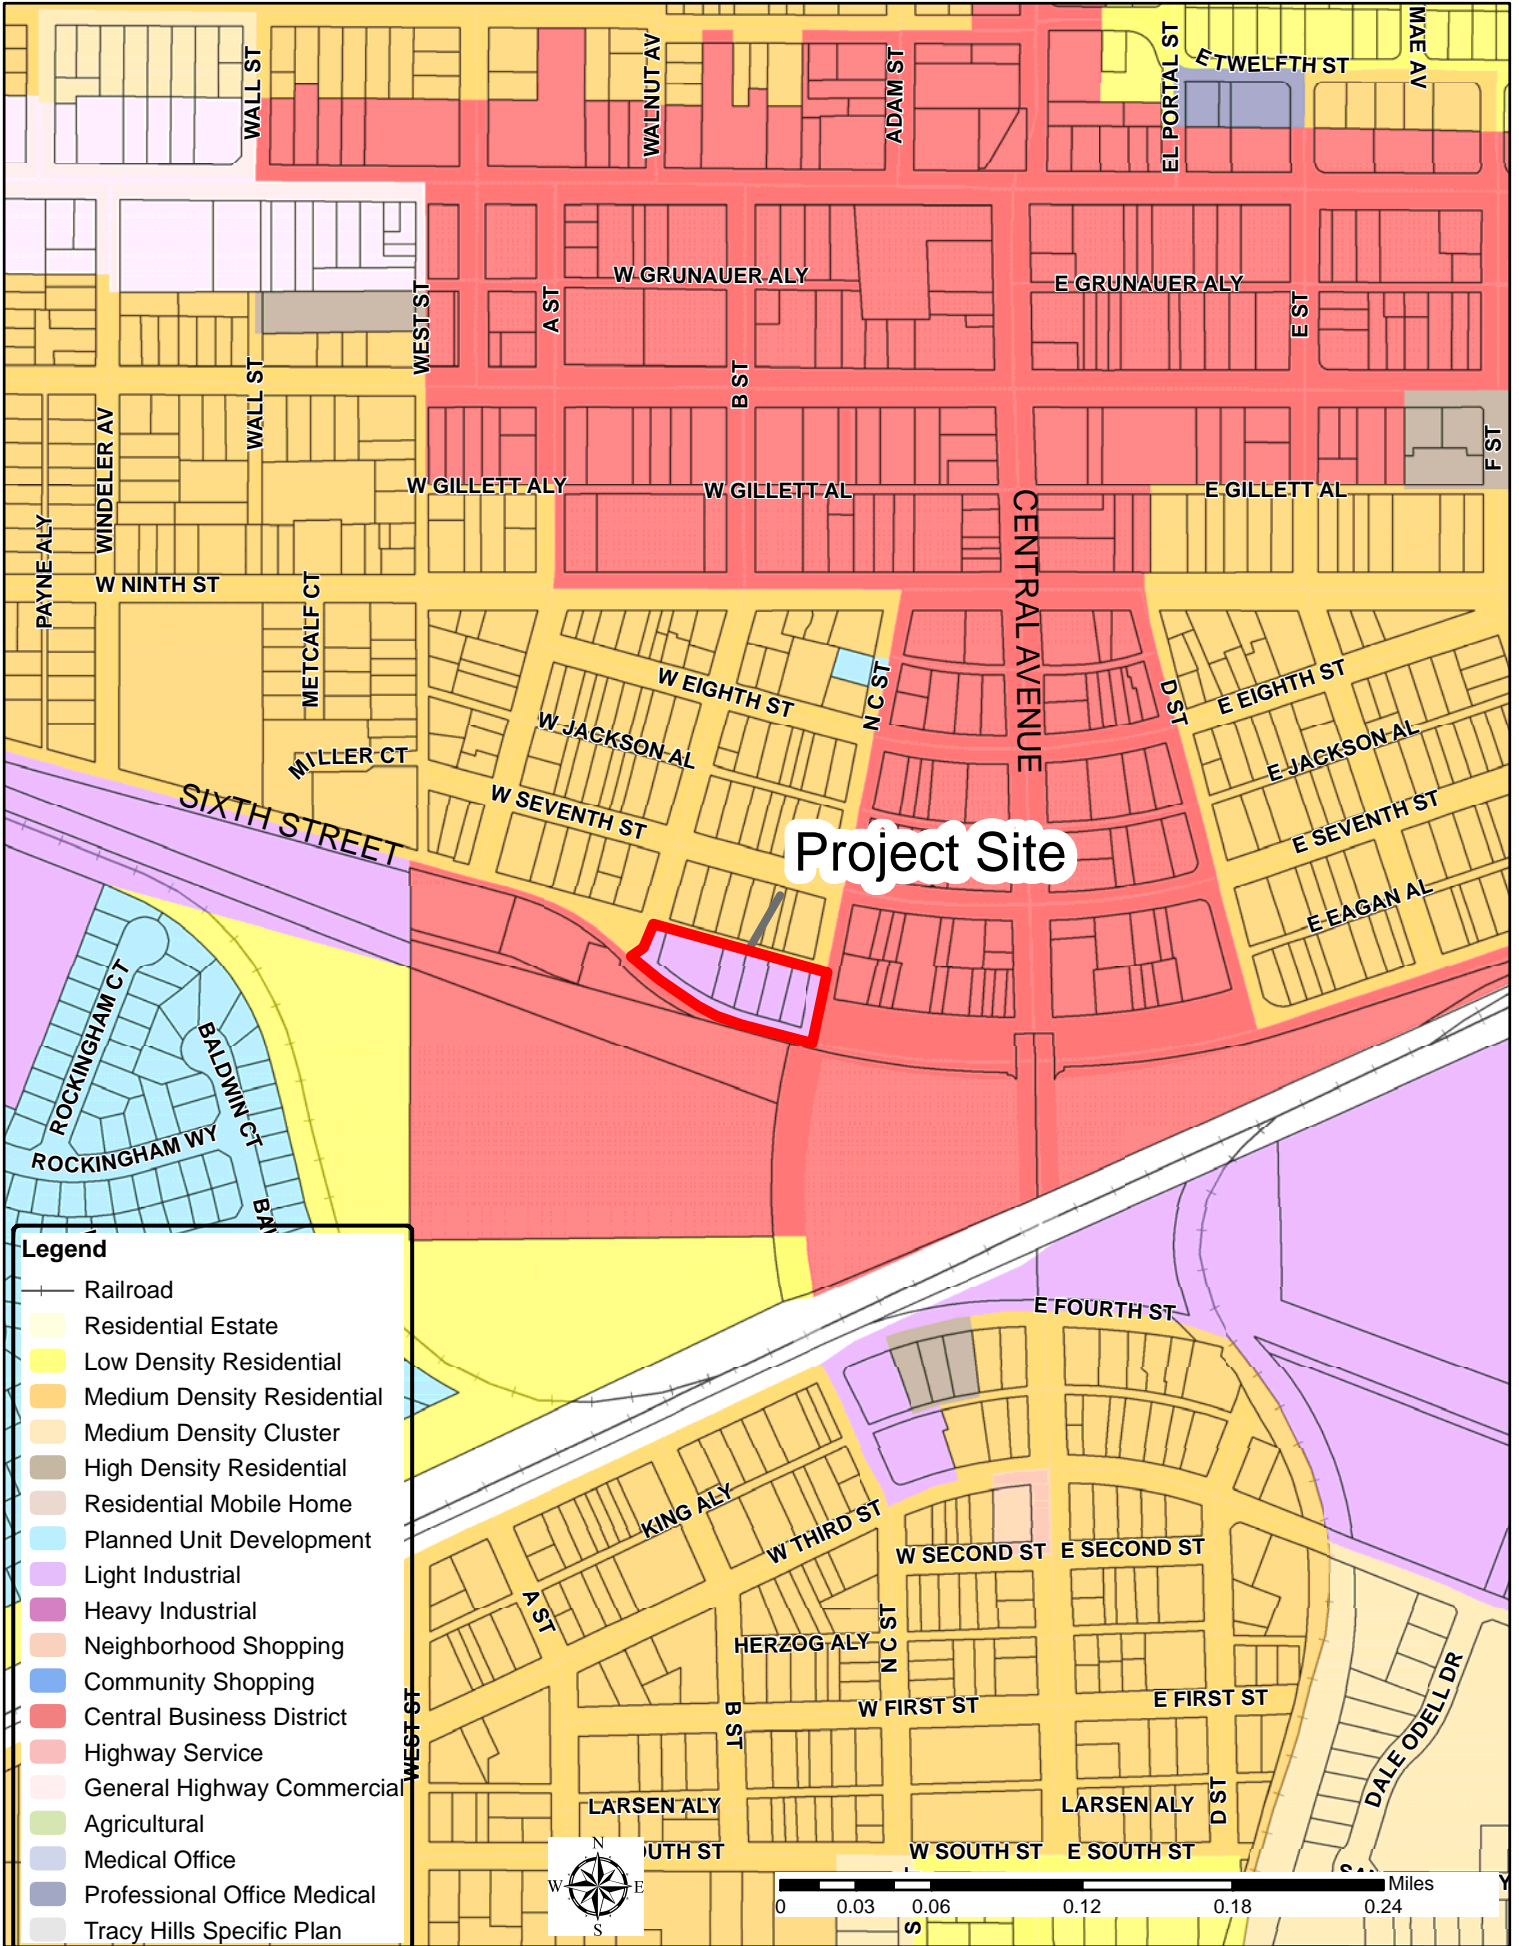 MAE AV
WALL ST
WALNUT AV
ADAM ST
EL PORTAL ST
E TWELFTH ST
W GRUNAUER ALY
E GRUNAUER ALY
WEST ST
A ST
E ST
WALL ST
B ST
WINDELER AV
F ST
W GILLETT ALY
W GILLETT AL
E GILLETT AL
PAYNE ALY
W NINTH ST
METCALF CT
CENTRAL AVENUE
W EIGHTH ST
N C ST
D ST
E EIGHTH ST
W JACKSON AL
E JACKSON AL
MILLER CT
SIXTH STREET
W SEVENTH ST
E SEVENTH ST
Project Site
E EAGAN AL
ROCKINGHAM CT
BALDWIN CT
ROCKINGHAM WY
Legend
Railroad
Residential Estate
Low Density Residential
Medium Density Residential
Medium Density Cluster
High Density Residential
Residential Mobile Home
Planned Unit Development
Light Industrial
Heavy Industrial
Neighborhood Shopping
Community Shopping
Central Business District
Highway Service
General Highway Commercial
Agricultural
Medical Office
Professional Office Medical
Tracy Hills Specific Plan
E FOURTH ST
KING ALY
W THIRD ST
W SECOND ST
E SECOND ST
A ST
HERZOG ALY
N C ST
WEST ST
B ST
W FIRST ST
E FIRST ST
DALE ODELL DR
LARSEN ALY
LARSEN ALY
D ST
OUTH ST
W SOUTH ST
E SOUTH ST
N
W
E
S
Miles
0
0.03
0.06
0.12
0.18
0.24
S
Y